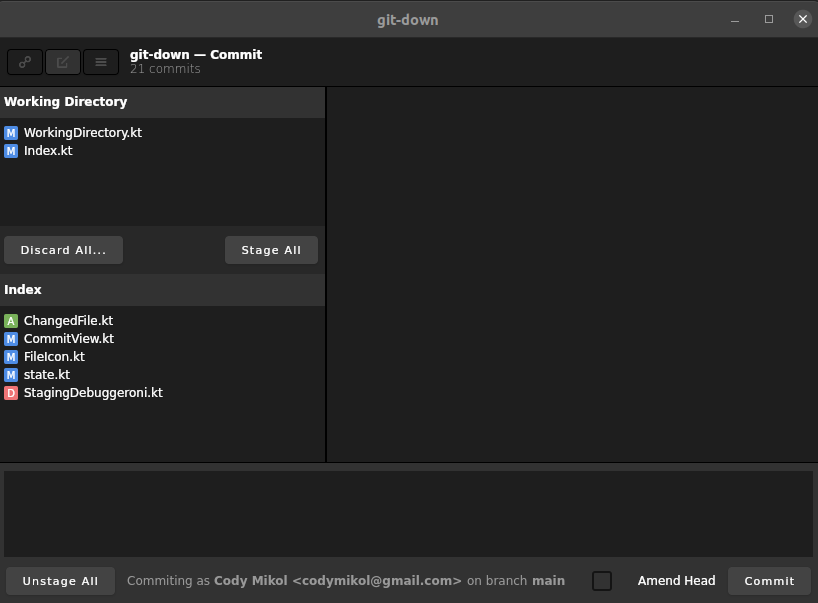 git-down
git-down — Commit
21 commits
Working Directory
M WorkingDirectory.kt
M Index.kt
Discard All... Stage All
Index
A ChangedFile.kt
M CommitView.kt
M FileIcon.kt
M state.kt
D StagingDebuggeroni.kt
Unstage All Commiting as Cody Mikol <codymikol@gmail.com> on branch main Amend Head Commit